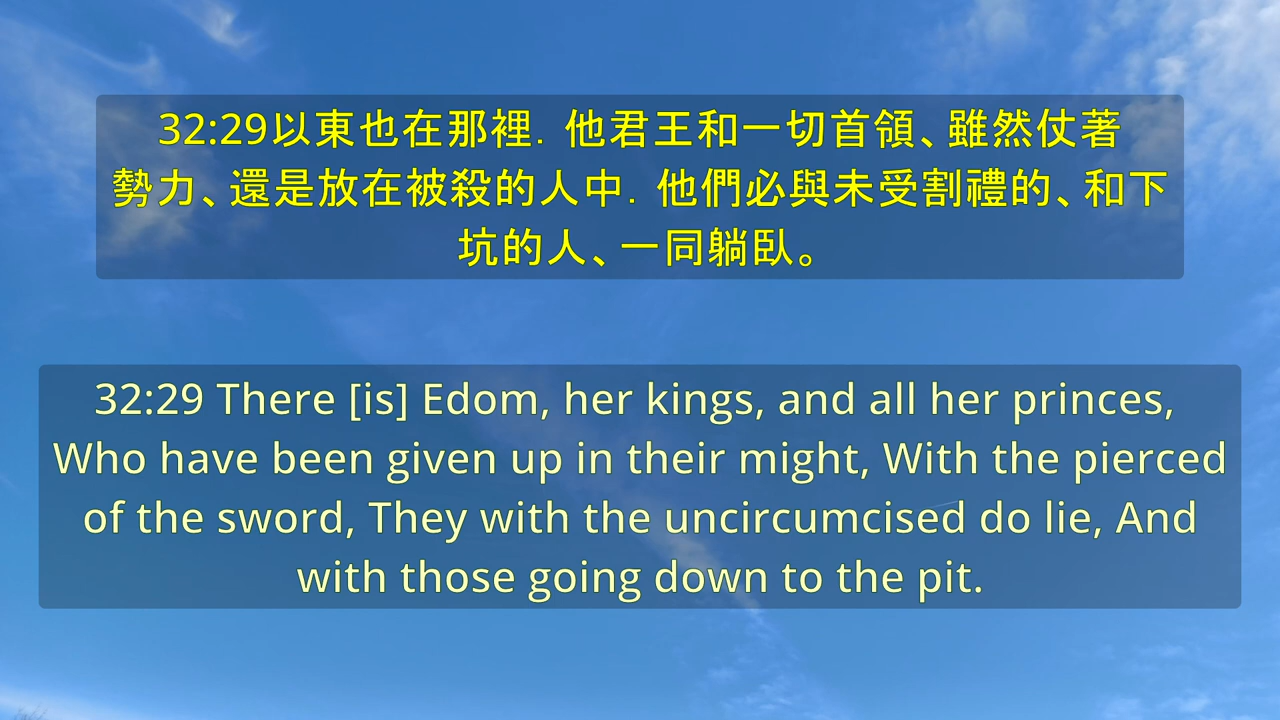 32:29以東也在那裡．他君王和一切首領、雖然仗著
勢力、還是放在被殺的人中．他們必與未受割禮的、和下
坑的人、一同躺臥。
32:29 There [is] Edom, her kings, and all her princes,
Who have been given up in their might, With the pierced
of the sword, They with the uncircumcised do lie, And
with those going down to the pit.